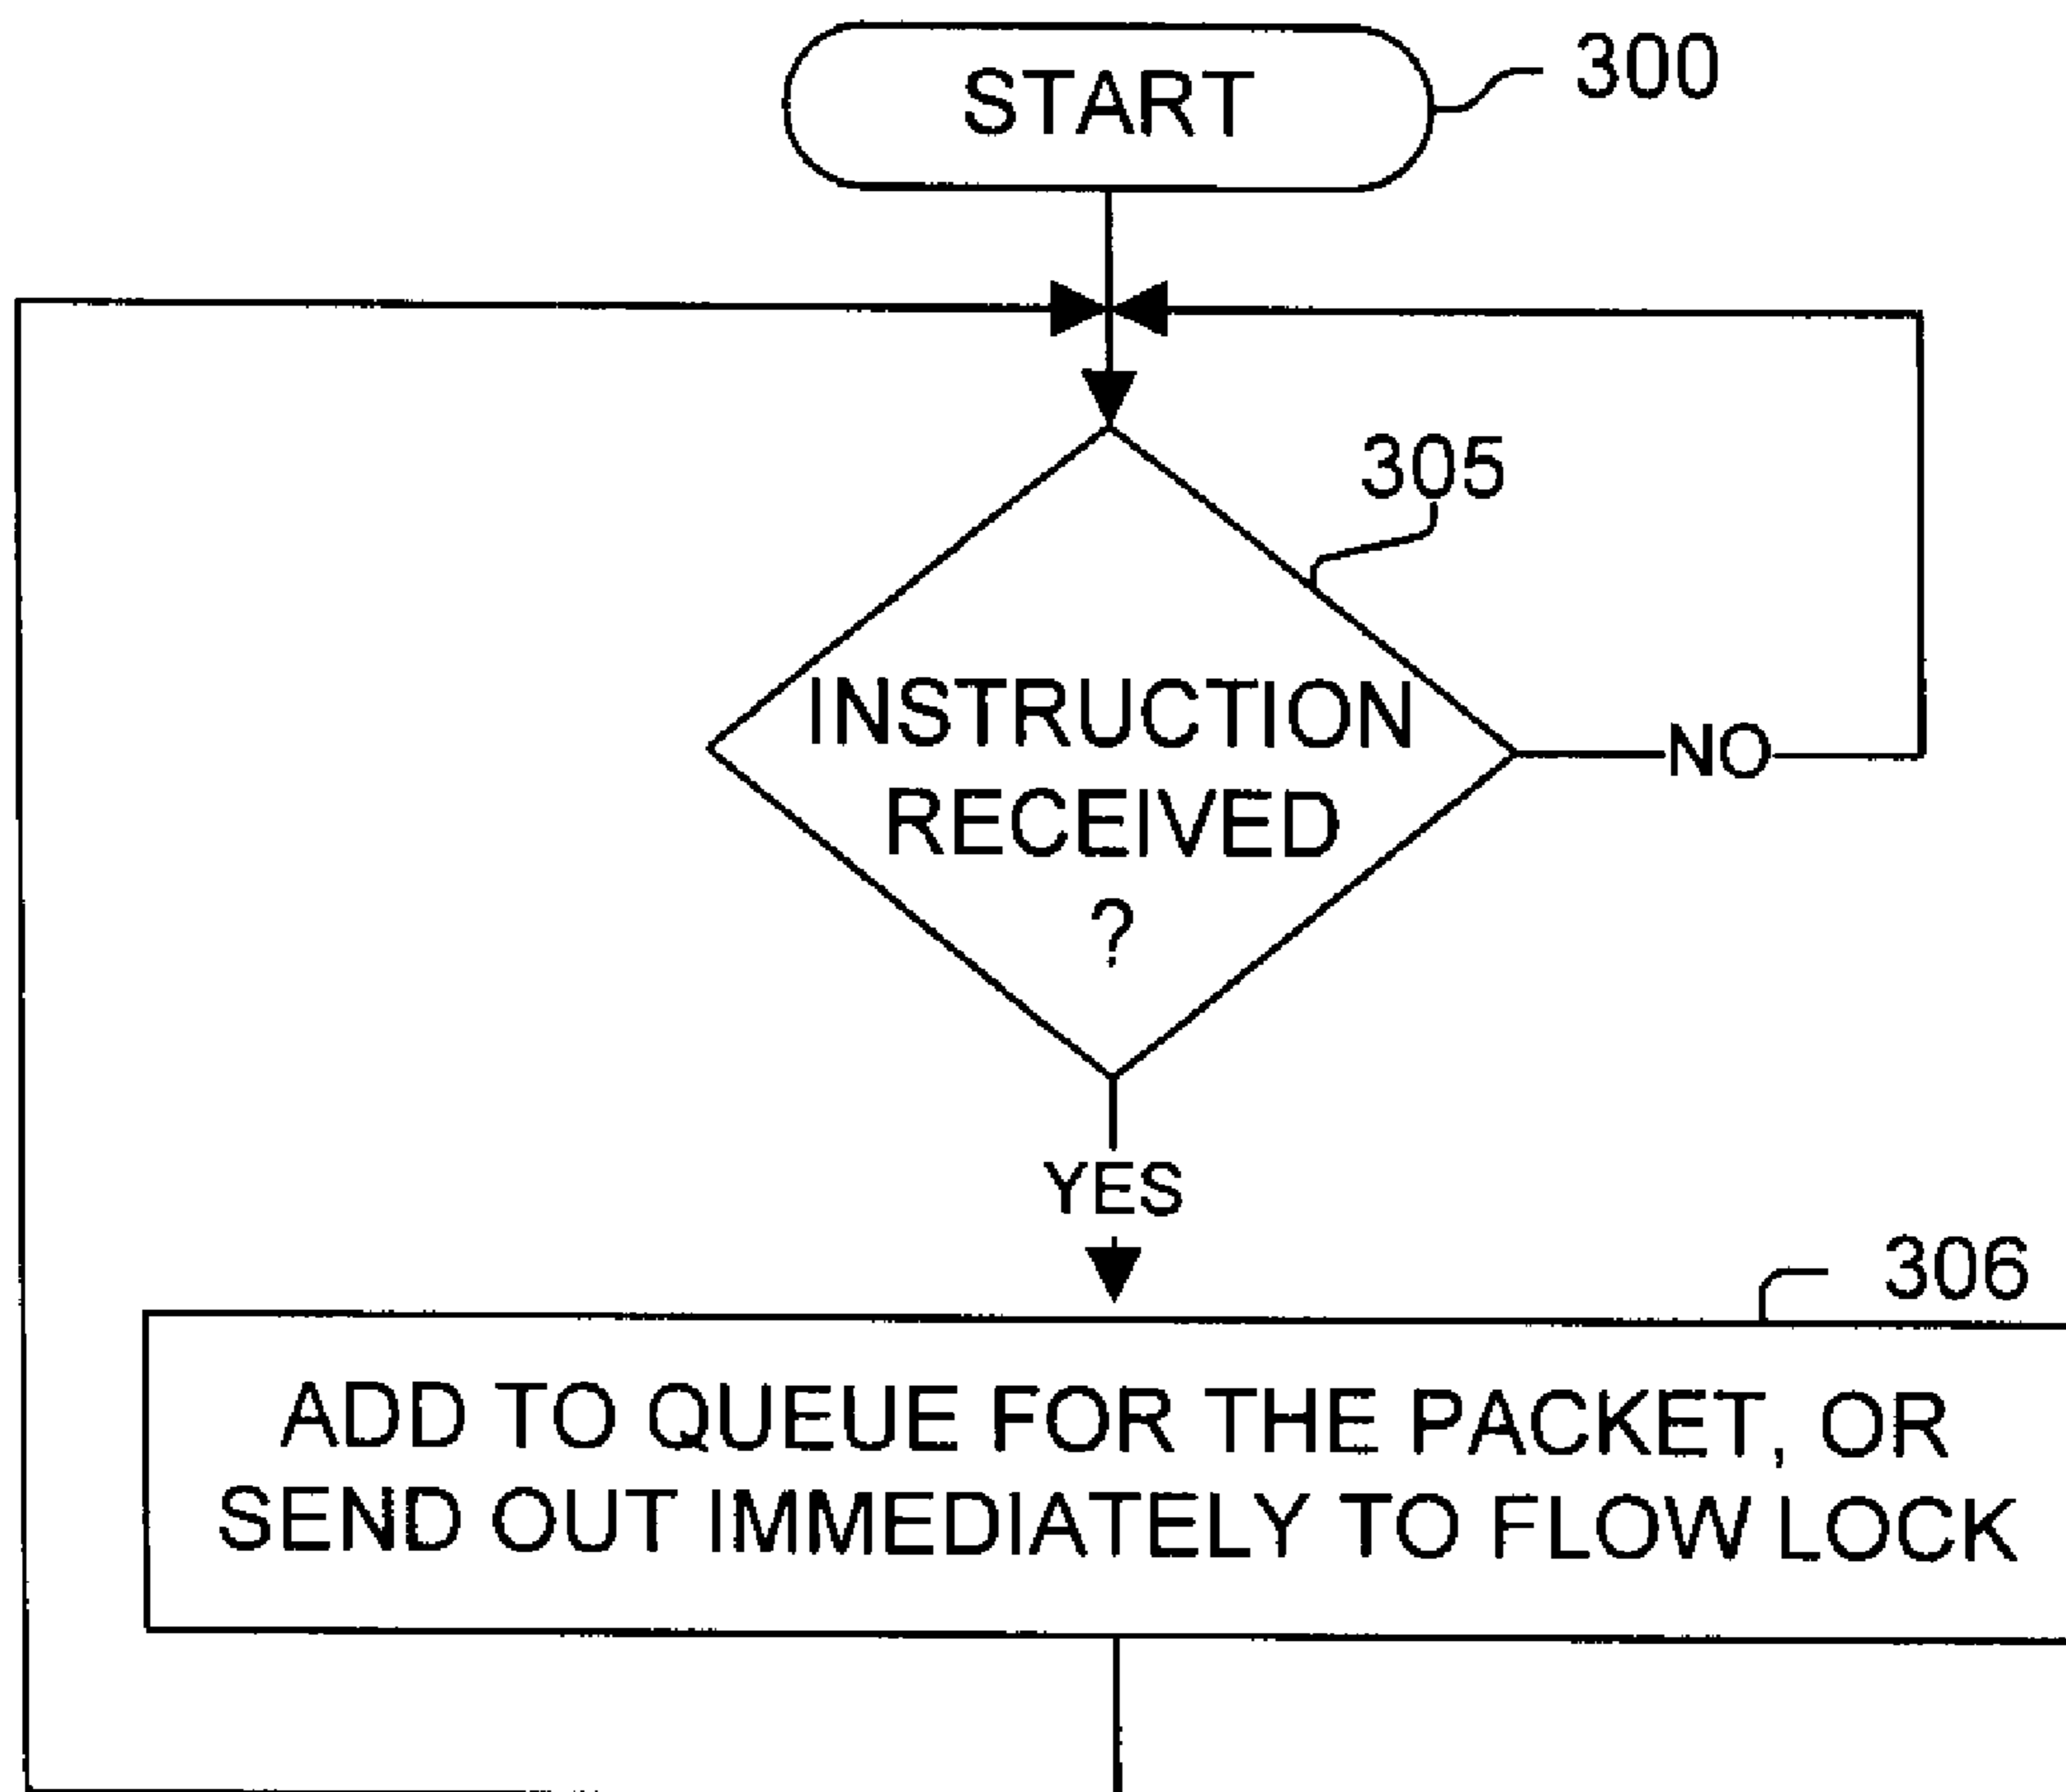 START
300
305
INSTRUCTION
RECEIVED
?
NO
YES
306
ADD TO QUEUE FOR THE PACKET, OR
SEND OUT IMMEDIATELY TO FLOW LOCK